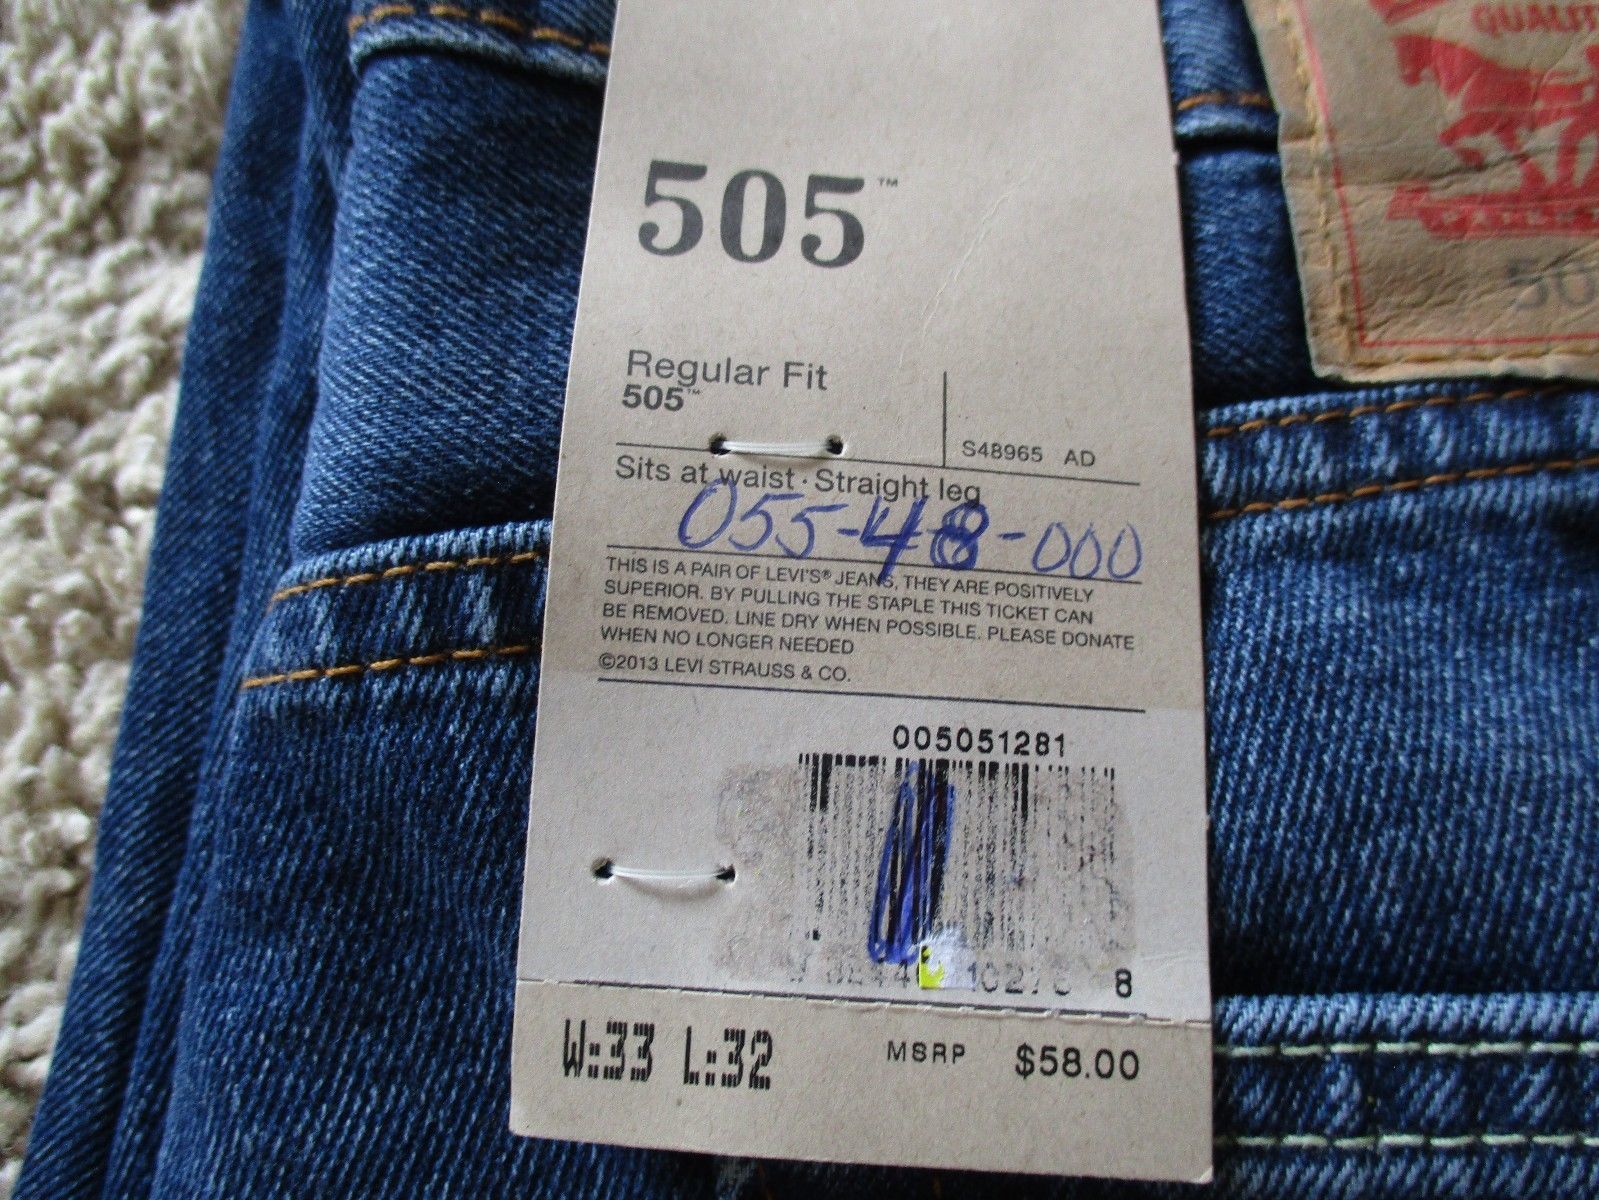 QUALIT
505™
Regular Fit
505™
S48965 AD
Sits at waist · Straight leg
055-48-000
THIS IS A PAIR OF LEVI'S® JEANS. THEY ARE POSITIVELY
SUPERIOR. BY PULLING THE STAPLE THIS TICKET CAN
BE REMOVED. LINE DRY WHEN POSSIBLE. PLEASE DONATE
WHEN NO LONGER NEEDED
©2013 LEVI STRAUSS & CO.
005051281
8
W:33 L:32
MSRP $58.00